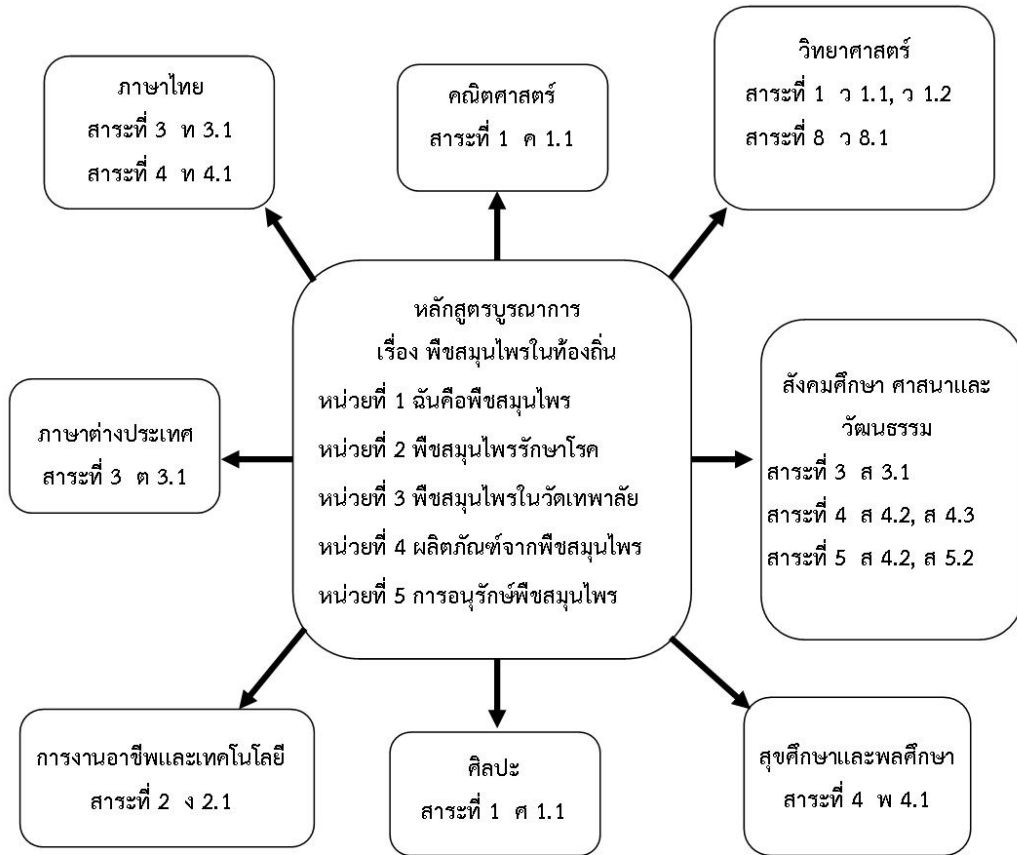 ภาษาไทย
สาระที่ 3 ท 3.1
สาระที่ 4 ท 4.1
คณิตศาสตร์
สาระที่ 1 ค 1.1
วิทยาศาสตร์
สาระที่ 1 ว 1.1, ว 1.2
สาระที่ 8 ว 8.1
หลักสูตรบูรณาการ
เรื่อง พืชสมุนไพรในท้องถิ่น
หน่วยที่ 1 ฉันคือพืชสมุนไพร
หน่วยที่ 2 พืชสมุนไพรรักษาโรค
หน่วยที่ 3 พืชสมุนไพรในวัดเทพาลัย
หน่วยที่ 4 ผลิตภัณฑ์จากพืชสมุนไพร
หน่วยที่ 5 การอนุรักษ์พืชสมุนไพร
ภาษาต่างประเทศ
สาระที่ 3 ต 3.1
สังคมศึกษา ศาสนาและ
วัฒนธรรม
สาระที่ 3 ส 3.1
สาระที่ 4 ส 4.2, ส 4.3
สาระที่ 5 ส 4.2, ส 5.2
การงานอาชีพและเทคโนโลยี
สาระที่ 2 ง 2.1
ศิลปะ
สาระที่ 1 ศ 1.1
สุขศึกษาและพลศึกษา
สาระที่ 4 พ 4.1